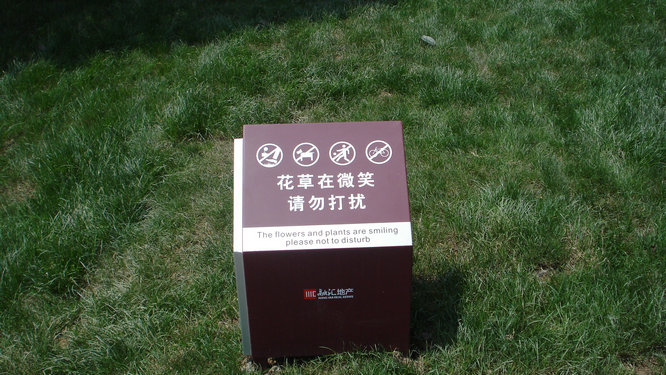 花草在微笑
请勿打扰
The flowers and plants are smiling
please not to disturb
融汇地产